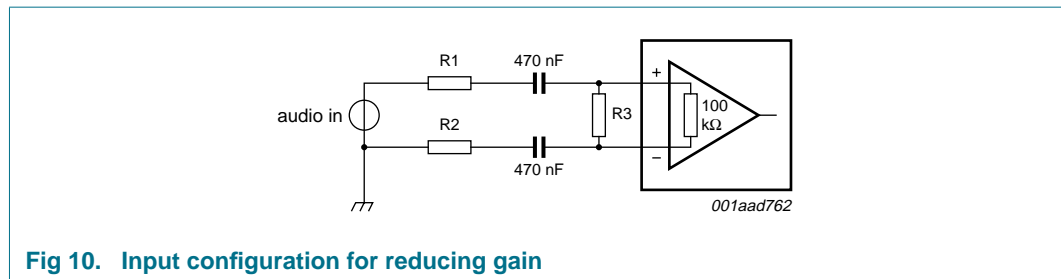 R1
470 nF
audio in
R2
470 nF
R3
+
−
100
kΩ
001aad762
Fig 10. Input configuration for reducing gain